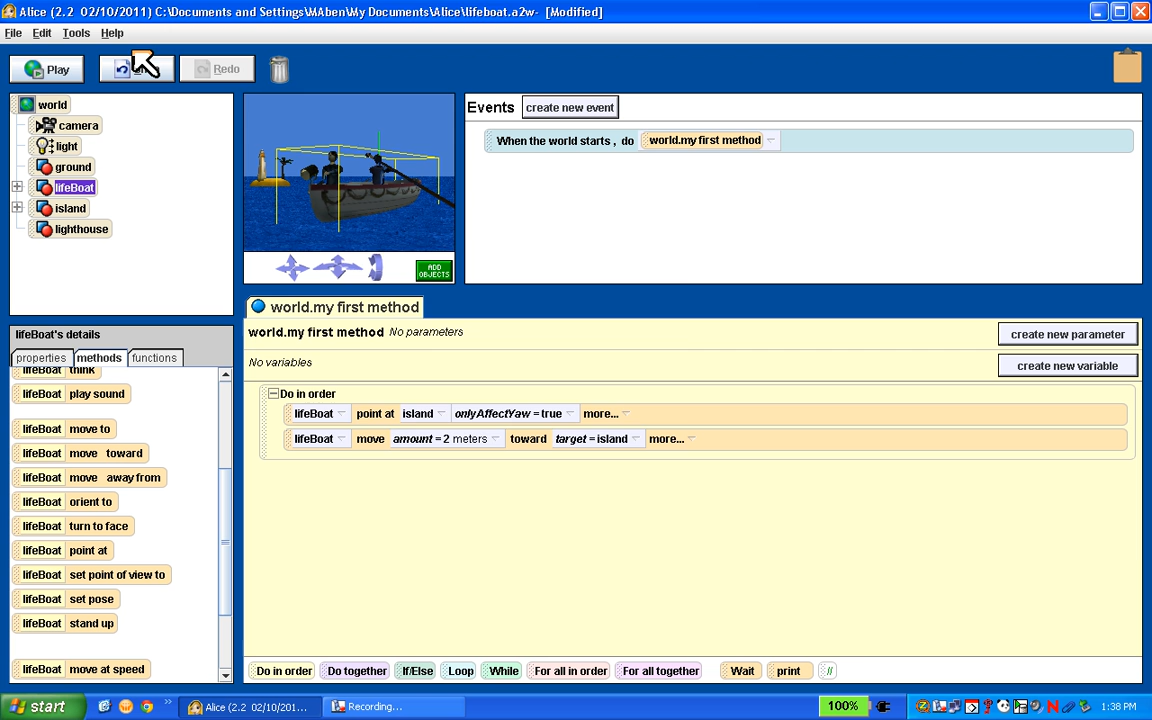 Alice (2.2 02/10/2011) C:\Documents and Settings\MAben\My Documents\Alice\lifeboat.a2w- [Modified]
File Edit Tools Help
Play Redo
world
camera
light
ground
lifeBoat
island
lighthouse
ADD
OBJECTS
Events create new event
When the world starts , do world.my first method
lifeBoat's details
properties methods functions
lifeBoat think
lifeBoat play sound
lifeBoat move to
lifeBoat move toward
lifeBoat move away from
lifeBoat orient to
lifeBoat turn to face
lifeBoat point at
lifeBoat set point of view to
lifeBoat set pose
lifeBoat stand up
lifeBoat move at speed
world.my first method
world.my first method No parameters
create new parameter
No variables
create new variable
Do in order
lifeBoat point at island onlyAffectYaw = true more...
lifeBoat move amount = 2 meters toward target = island more...
Do in order Do together If/Else Loop While For all in order For all together Wait print //
start Alice (2.2 02/10/201... Recording... 100% 1:38 PM